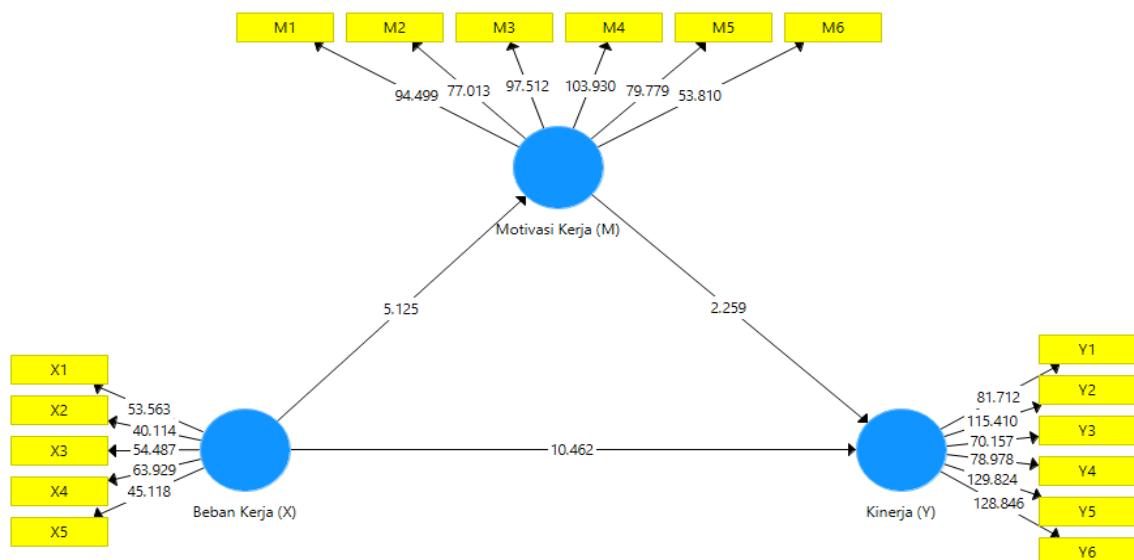 M1
M2
M3
M4
M5
M6
94.499
77.013
97.512
103.930
79.779
53.810
Motivasi Kerja (M)
5.125
2.259
X1
X2
X3
X4
X5
53.563
40.114
54.487
63.929
45.118
Beban Kerja (X)
10.462
Kinerja (Y)
81.712
115.410
70.157
78.978
129.824
128.846
Y1
Y2
Y3
Y4
Y5
Y6